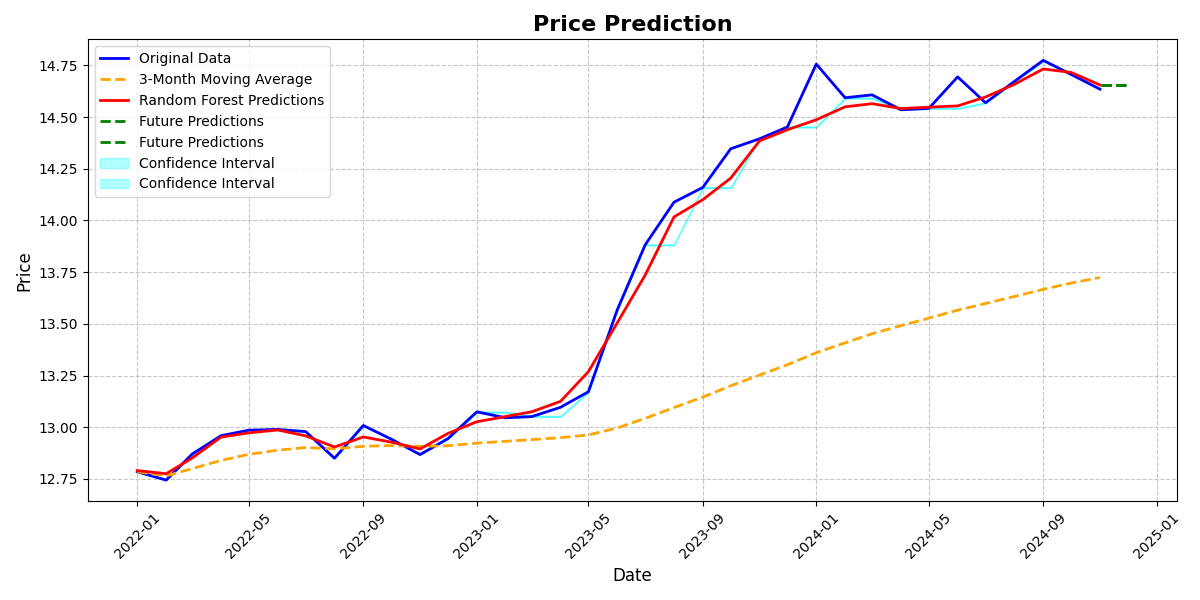 Price Prediction
Original Data
3-Month Moving Average
Random Forest Predictions
Future Predictions
Future Predictions
Confidence Interval
Confidence Interval
Price
14.75
14.50
14.25
14.00
13.75
13.50
13.25
13.00
12.75
2022-01
2022-05
2022-09
2023-01
2023-05
2023-09
2024-01
2024-05
2024-09
2025-01
Date